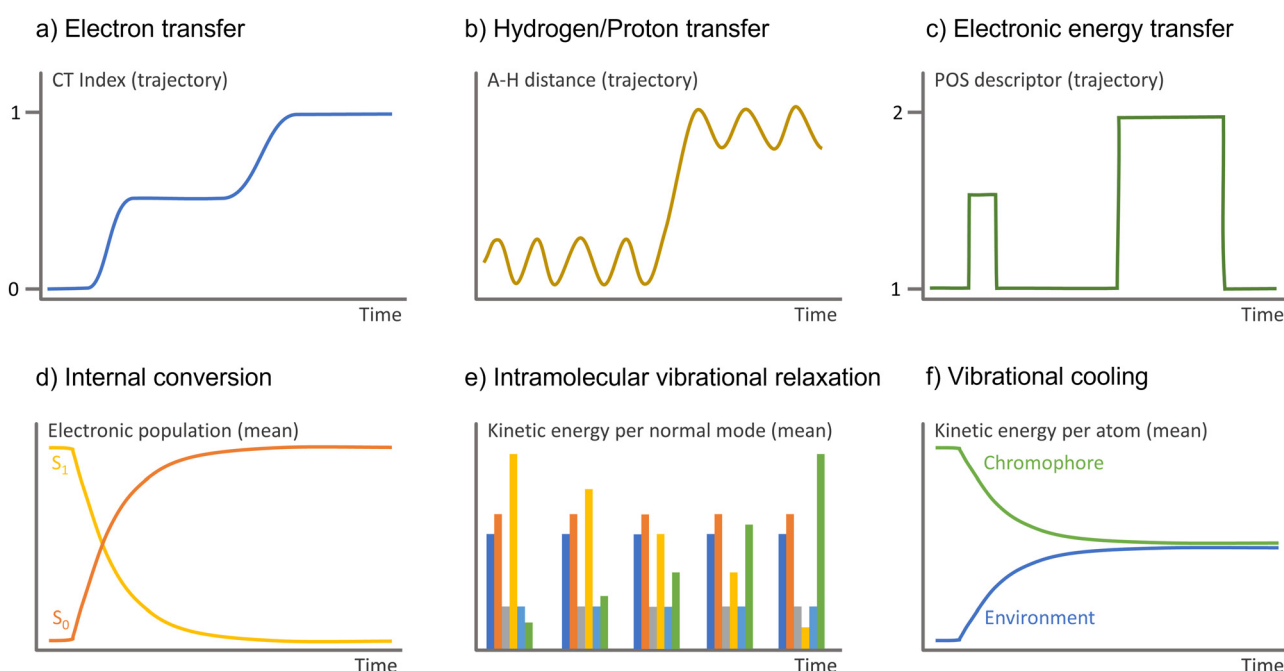 a) Electron transfer
CT Index (trajectory)
1
0
Time
b) Hydrogen/Proton transfer
A-H distance (trajectory)
Time
c) Electronic energy transfer
POS descriptor (trajectory)
2
1
Time
d) Internal conversion
Electronic population (mean)
S₁
S₀
Time
e) Intramolecular vibrational relaxation
Kinetic energy per normal mode (mean)
Time
f) Vibrational cooling
Kinetic energy per atom (mean)
Chromophore
Environment
Time